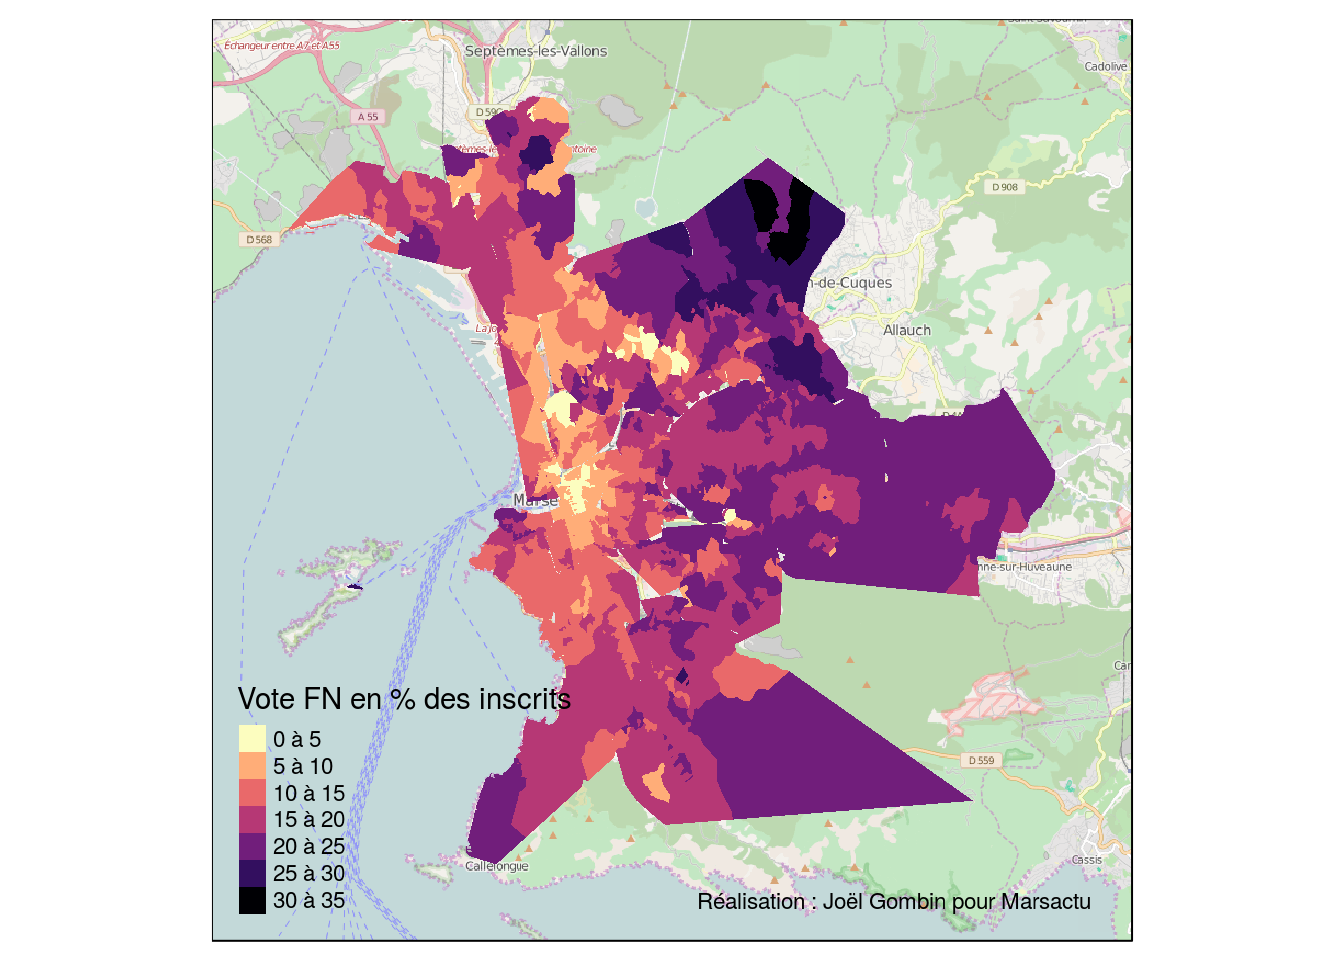 Echangeur entre A7 et A55
Septèmes-les-Vallons
Cadolive
A 55
D 908
D 568
n-de-Cuques
Allauch
Marse
nne-sur-Huveaune
Vote FN en % des inscrits
0 à 5
5 à 10
10 à 15
15 à 20
20 à 25
25 à 30
30 à 35
D 559
Cassis
Callelongue
Réalisation : Joël Gombin pour Marsactu